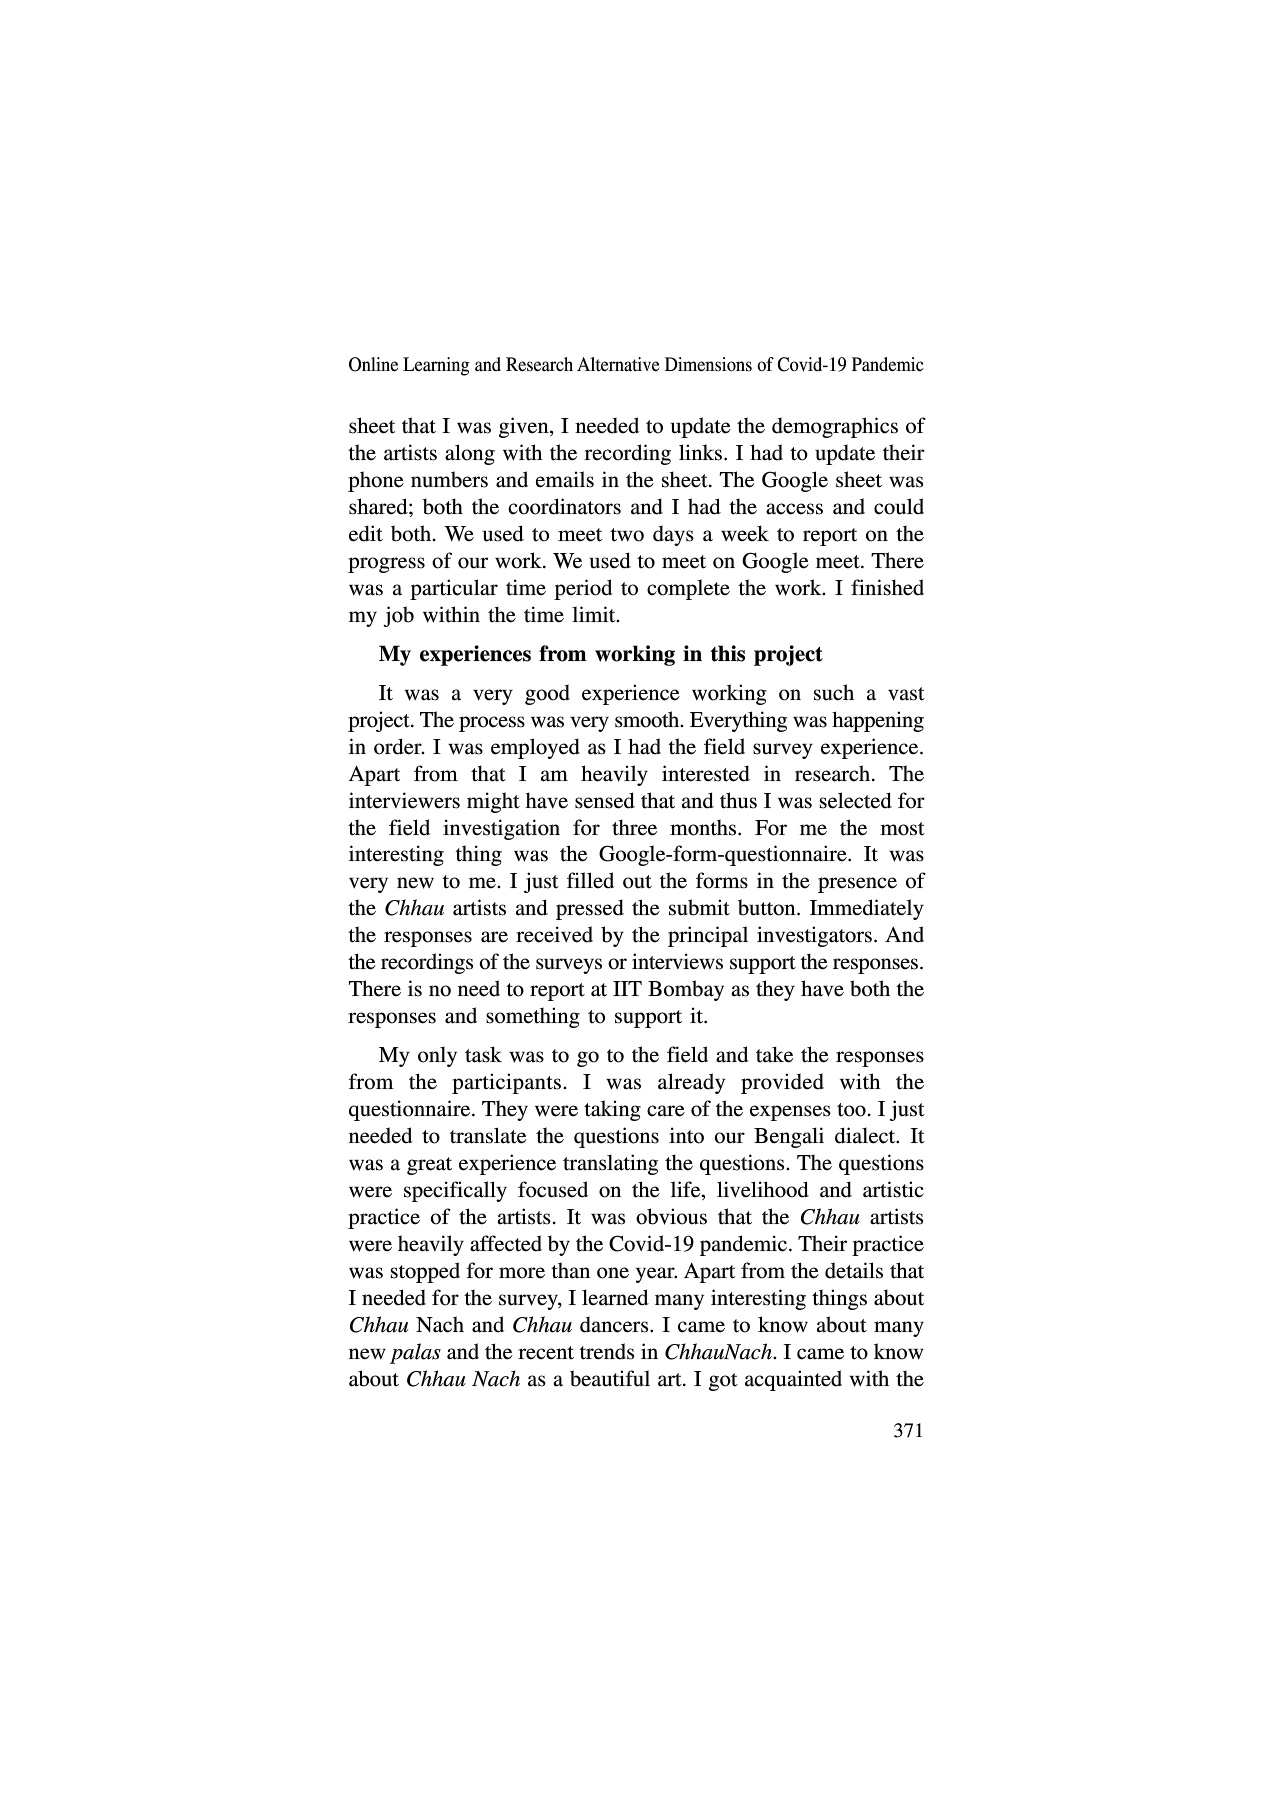 Online Learning and Research Alternative Dimensions of Covid-19 Pandemic
sheet that I was given, I needed to update the demographics of
the artists along with the recording links. I had to update their
phone numbers and emails in the sheet. The Google sheet was
shared; both the coordinators and I had the access and could
edit both. We used to meet two days a week to report on the
progress of our work. We used to meet on Google meet. There
was a particular time period to complete the work. I finished
my job within the time limit.
My experiences from working in this project
It was a very good experience working on such a vast
project. The process was very smooth. Everything was happening
in order. I was employed as I had the field survey experience.
Apart from that I am heavily interested in research. The
interviewers might have sensed that and thus I was selected for
the field investigation for three months. For me the most
interesting thing was the Google-form-questionnaire. It was
very new to me. I just filled out the forms in the presence of
the Chhau artists and pressed the submit button. Immediately
the responses are received by the principal investigators. And
the recordings of the surveys or interviews support the responses.
There is no need to report at IIT Bombay as they have both the
responses and something to support it.
My only task was to go to the field and take the responses
from the participants. I was already provided with the
questionnaire. They were taking care of the expenses too. I just
needed to translate the questions into our Bengali dialect. It
was a great experience translating the questions. The questions
were specifically focused on the life, livelihood and artistic
practice of the artists. It was obvious that the Chhau artists
were heavily affected by the Covid-19 pandemic. Their practice
was stopped for more than one year. Apart from the details that
I needed for the survey, I learned many interesting things about
Chhau Nach and Chhau dancers. I came to know about many
new palas and the recent trends in ChhauNach. I came to know
about Chhau Nach as a beautiful art. I got acquainted with the
371